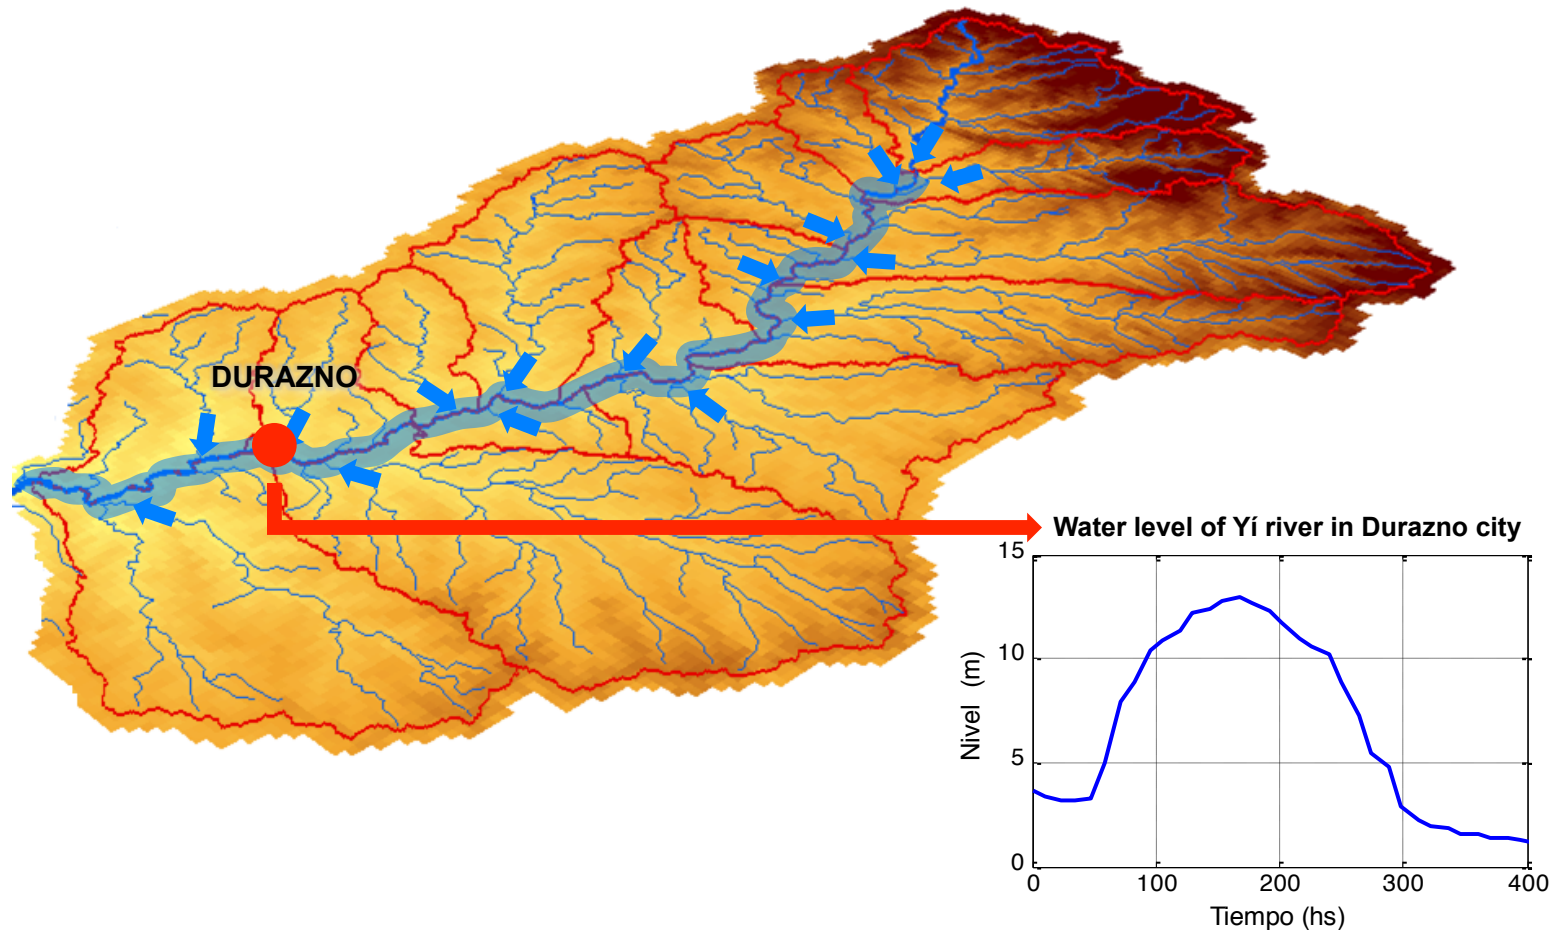 DURAZNO
Water level of Yí river in Durazno city
15
10
5
0
Nivel (m)
0 100 200 300 400
Tiempo (hs)